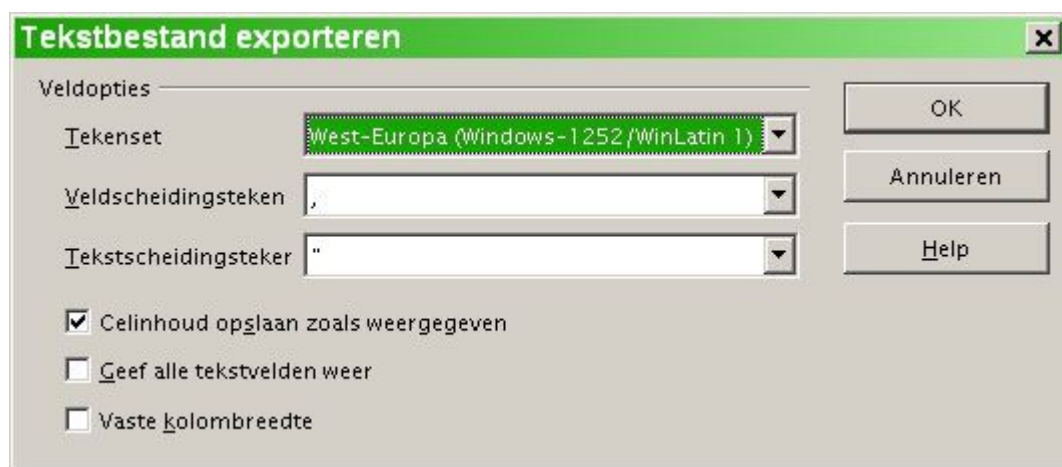 Tekstbestand exporteren
Veldopties
OK
Tekenset
West-Europa (Windows-1252/WinLatin 1)
Annuleren
Veldscheidingsteken
,
Tekstscheidingsteker
"
Help
Celinhoud opslaan zoals weergegeven
Geef alle tekstvelden weer
Vaste kolombreedte